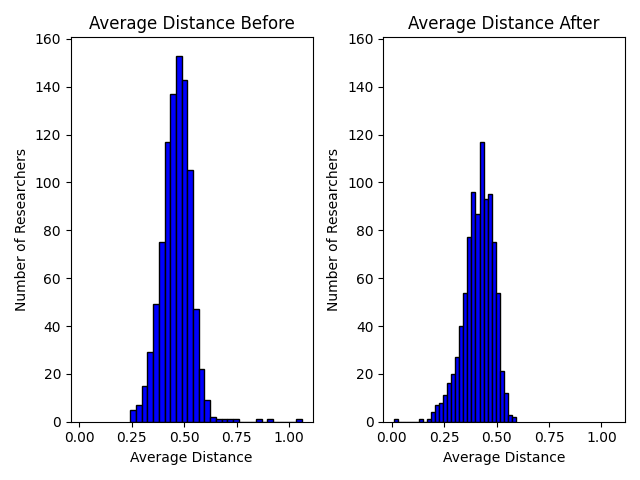 Average Distance Before
160
140
120
100
80
60
40
20
0
Number of Researchers
0.00 0.25 0.50 0.75 1.00
Average Distance
Average Distance After
160
140
120
100
80
60
40
20
0
Number of Researchers
0.00 0.25 0.50 0.75 1.00
Average Distance